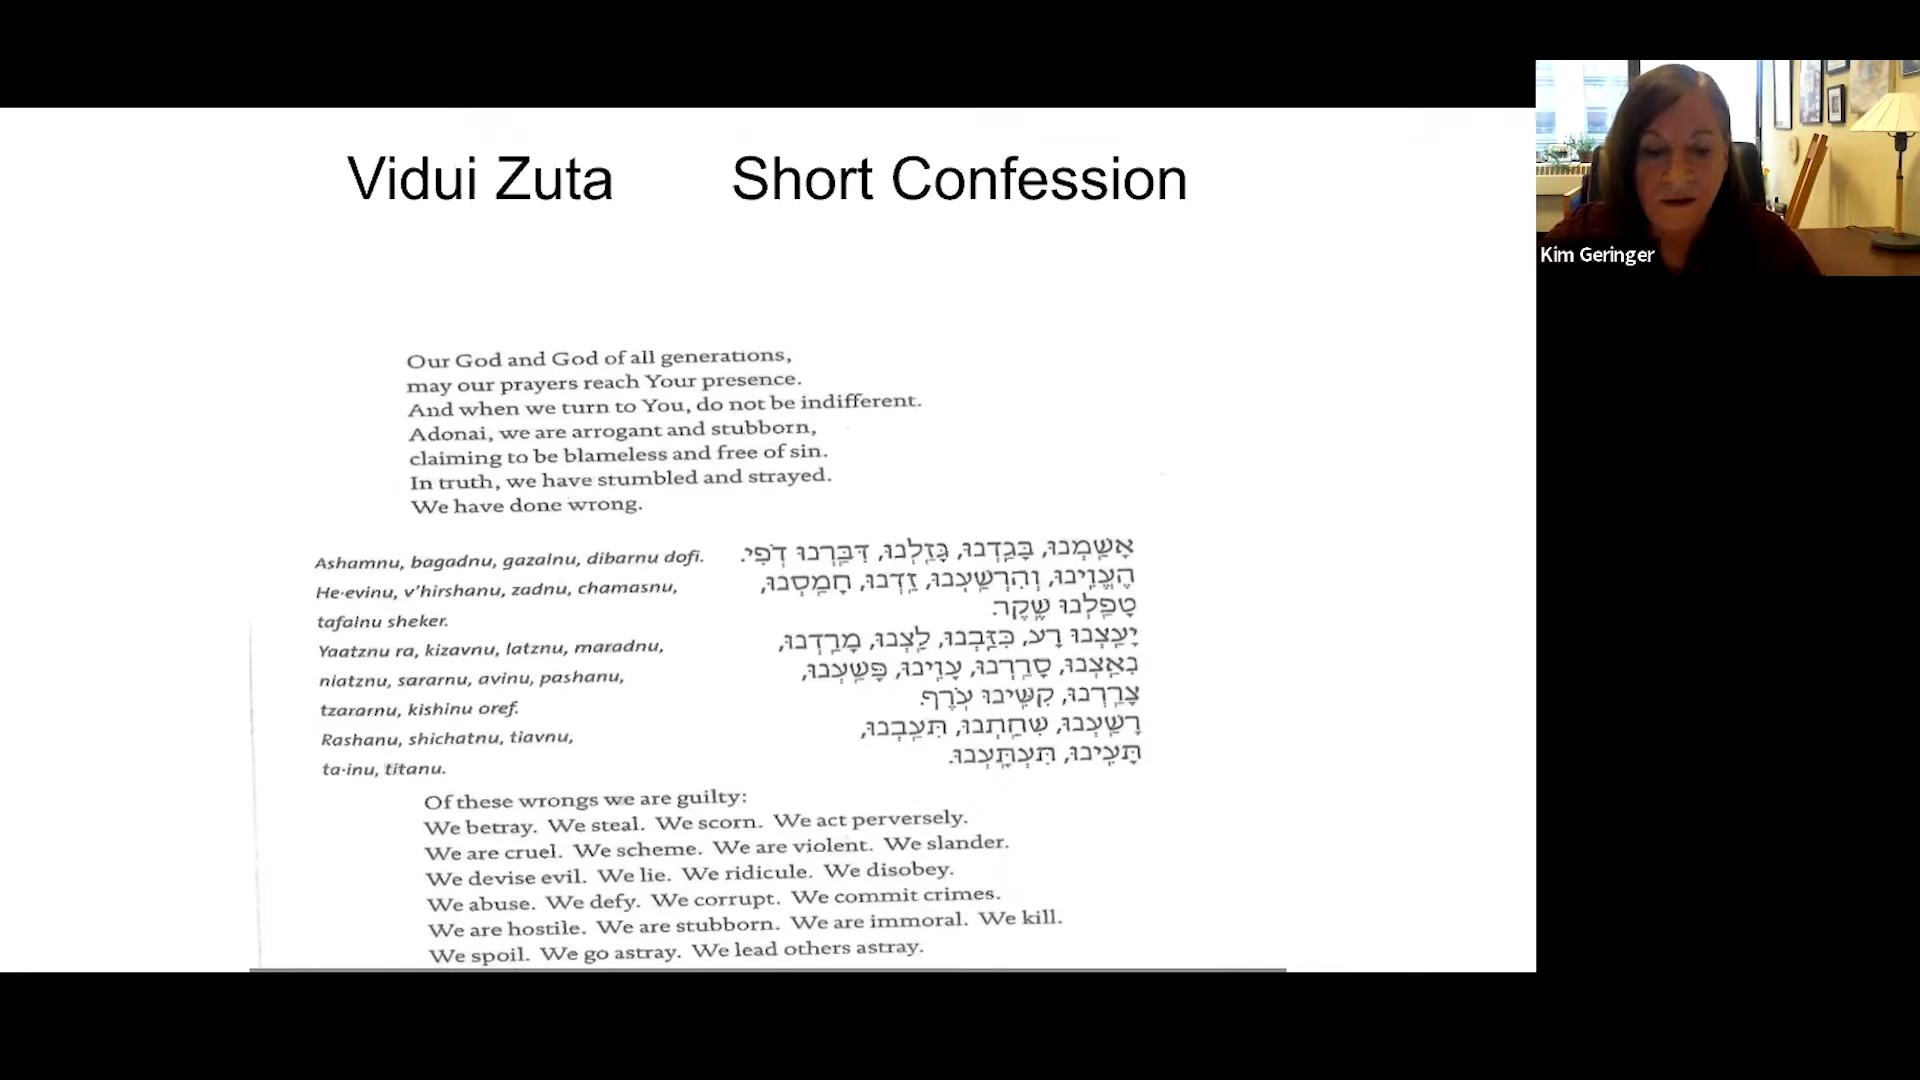 Vidui Zuta Short Confession
Kim Geringer
Our God and God of all generations,
may our prayers reach Your presence.
And when we turn to You, do not be indifferent.
Adonai, we are arrogant and stubborn,
claiming to be blameless and free of sin.
In truth, we have stumbled and strayed.
We have done wrong.
Ashamnu, bagadnu, gazalnu, dibarnu dofi.
He·evinu, v'hirshanu, zadnu, chamasnu,
tafalnu sheker.
Yaatznu ra, kizavnu, latznu, maradnu,
niatznu, sararnu, avinu, pashanu,
tzararnu, kishinu oref.
Rashanu, shichatnu, tiavnu,
ta·inu, titanu.
אָשַֽׁמְנוּ, בָּגַֽדְנוּ, גָּזַֽלְנוּ, דִּבַּֽרְנוּ דֹּֽפִי.
הֶעֱוִֽינוּ, וְהִרְשַֽׁעְנוּ, זַֽדְנוּ, חָמַֽסְנוּ,
טָפַֽלְנוּ שֶֽׁקֶר.
יָעַֽצְנוּ רָע, כִּזַּֽבְנוּ, לַֽצְנוּ, מָרַֽדְנוּ,
נִאַֽצְנוּ, סָרַֽרְנוּ, עָוִֽינוּ, פָּשַֽׁעְנוּ,
צָרַֽרְנוּ, קִשִּֽׁינוּ עֹֽרֶף.
רָשַֽׁעְנוּ, שִׁחַֽתְנוּ, תִּעַֽבְנוּ,
תָּעִֽינוּ, תִּעְתָּֽעְנוּ.
Of these wrongs we are guilty:
We betray. We steal. We scorn. We act perversely.
We are cruel. We scheme. We are violent. We slander.
We devise evil. We lie. We ridicule. We disobey.
We abuse. We defy. We corrupt. We commit crimes.
We are hostile. We are stubborn. We are immoral. We kill.
We spoil. We go astray. We lead others astray.